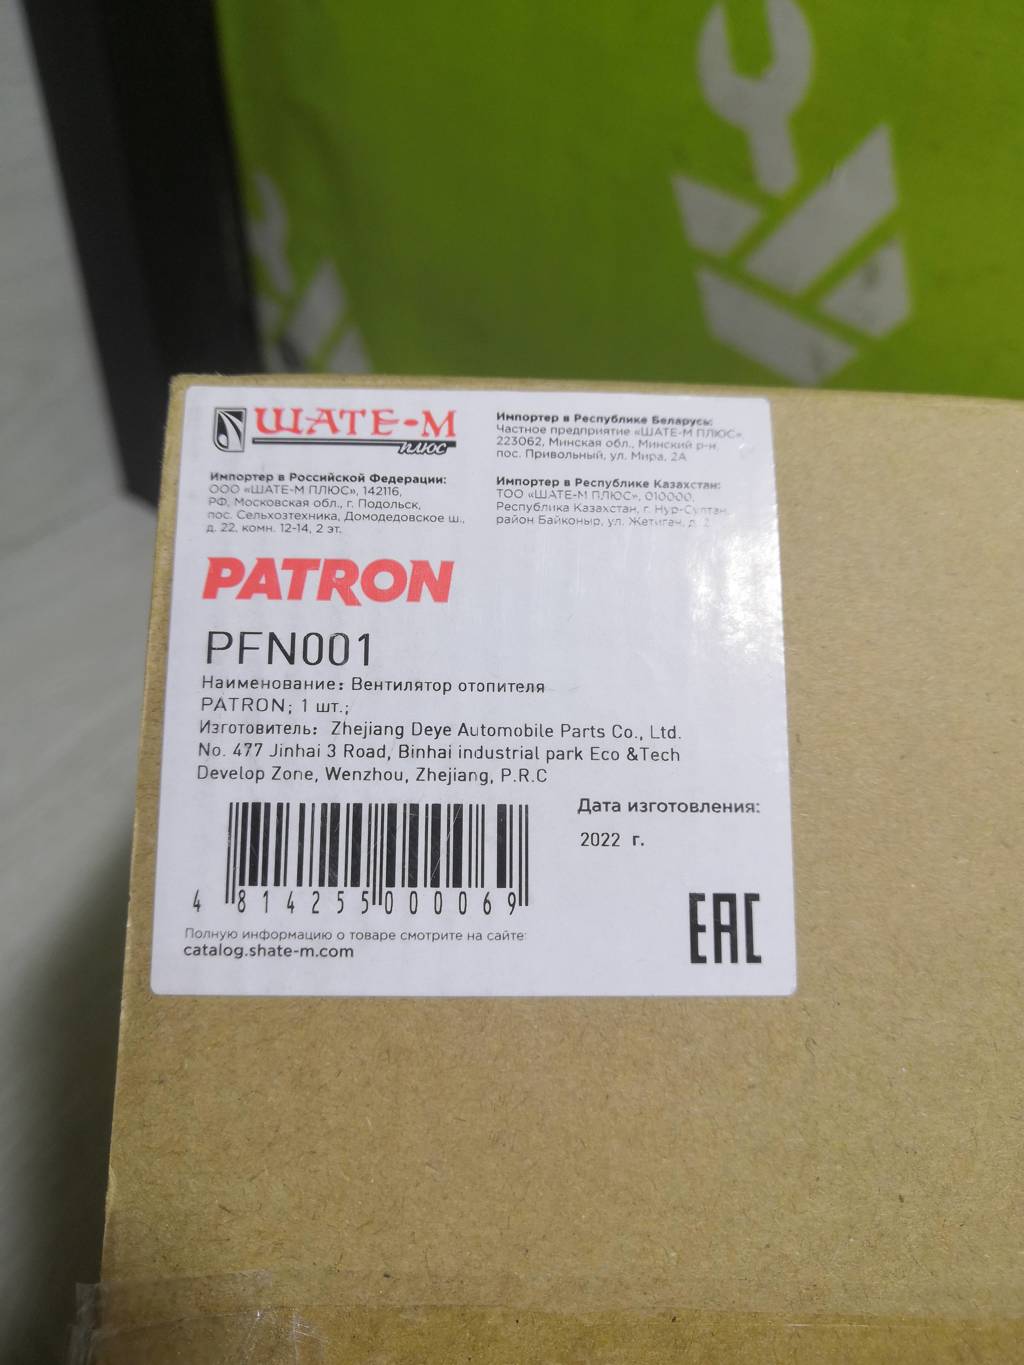 ШАТЕ-М
плюс
Импортер в Российской Федерации:
ООО «ШАТЕ-М ПЛЮС», 142116,
РФ, Московская обл., г. Подольск,
пос. Сельхозтехника, Домодедовское ш.,
д. 22, комн. 12-14, 2 эт.
Импортер в Республике Беларусь:
Частное предприятие «ШАТЕ-М ПЛЮС»
223062, Минская обл., Минский р-н,
пос. Привольный, ул. Мира, 2А
Импортер в Республике Казахстан:
ТОО «ШАТЕ-М ПЛЮС», 010000,
Республика Казахстан, г. Нур-Султан,
район Байконыр, ул. Жетиген, д. 2
PATRON
PFN001
Наименование: Вентилятор отопителя
PATRON; 1 шт.;
Изготовитель: Zhejiang Deye Automobile Parts Co., Ltd.
No. 477 Jinhai 3 Road, Binhai industrial park Eco &Tech
Develop Zone, Wenzhou, Zhejiang, P.R.C
Дата изготовления:
2022 г.
4 814255 000069
EAC
Полную информацию о товаре смотрите на сайте:
catalog.shate-m.com